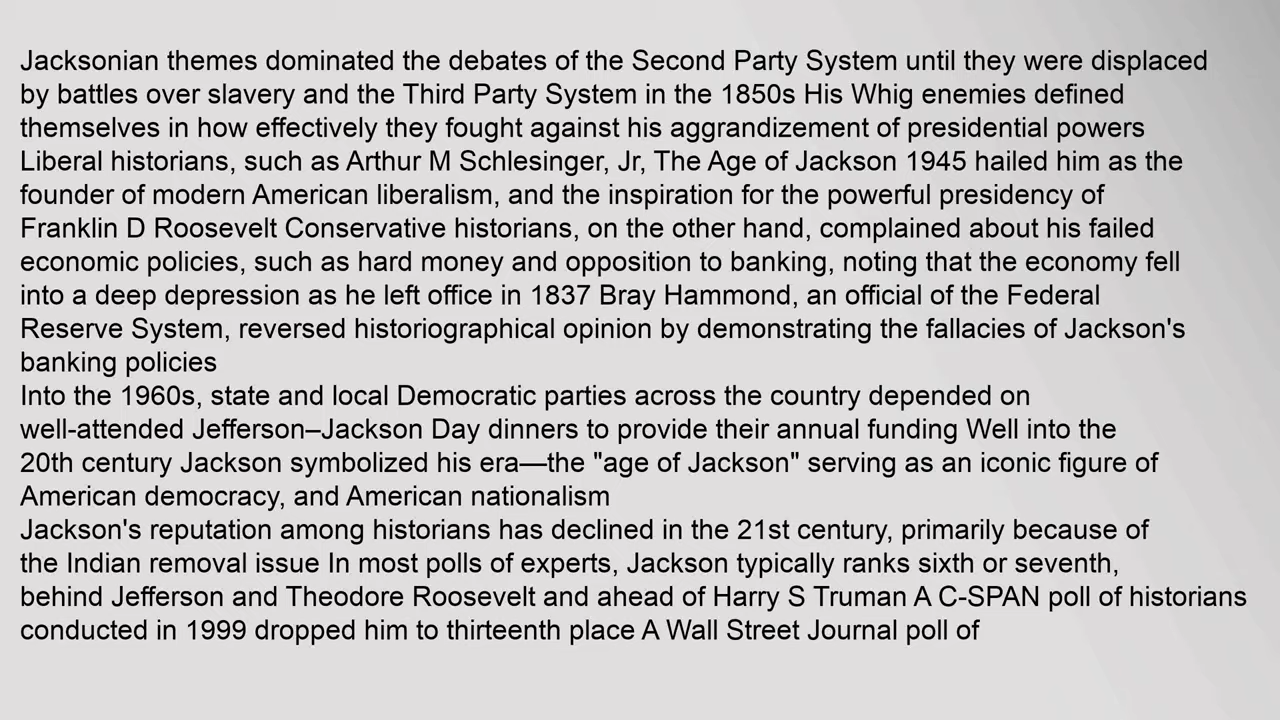 Jacksonian themes dominated the debates of the Second Party System until they were displaced
by battles over slavery and the Third Party System in the 1850s His Whig enemies defined
themselves in how effectively they fought against his aggrandizement of presidential powers
Liberal historians, such as Arthur M Schlesinger, Jr, The Age of Jackson 1945 hailed him as the
founder of modern American liberalism, and the inspiration for the powerful presidency of
Franklin D Roosevelt Conservative historians, on the other hand, complained about his failed
economic policies, such as hard money and opposition to banking, noting that the economy fell
into a deep depression as he left office in 1837 Bray Hammond, an official of the Federal
Reserve System, reversed historiographical opinion by demonstrating the fallacies of Jackson's
banking policies
Into the 1960s, state and local Democratic parties across the country depended on
well-attended Jefferson–Jackson Day dinners to provide their annual funding Well into the
20th century Jackson symbolized his era—the "age of Jackson" serving as an iconic figure of
American democracy, and American nationalism
Jackson's reputation among historians has declined in the 21st century, primarily because of
the Indian removal issue In most polls of experts, Jackson typically ranks sixth or seventh,
behind Jefferson and Theodore Roosevelt and ahead of Harry S Truman A C-SPAN poll of historians
conducted in 1999 dropped him to thirteenth place A Wall Street Journal poll of